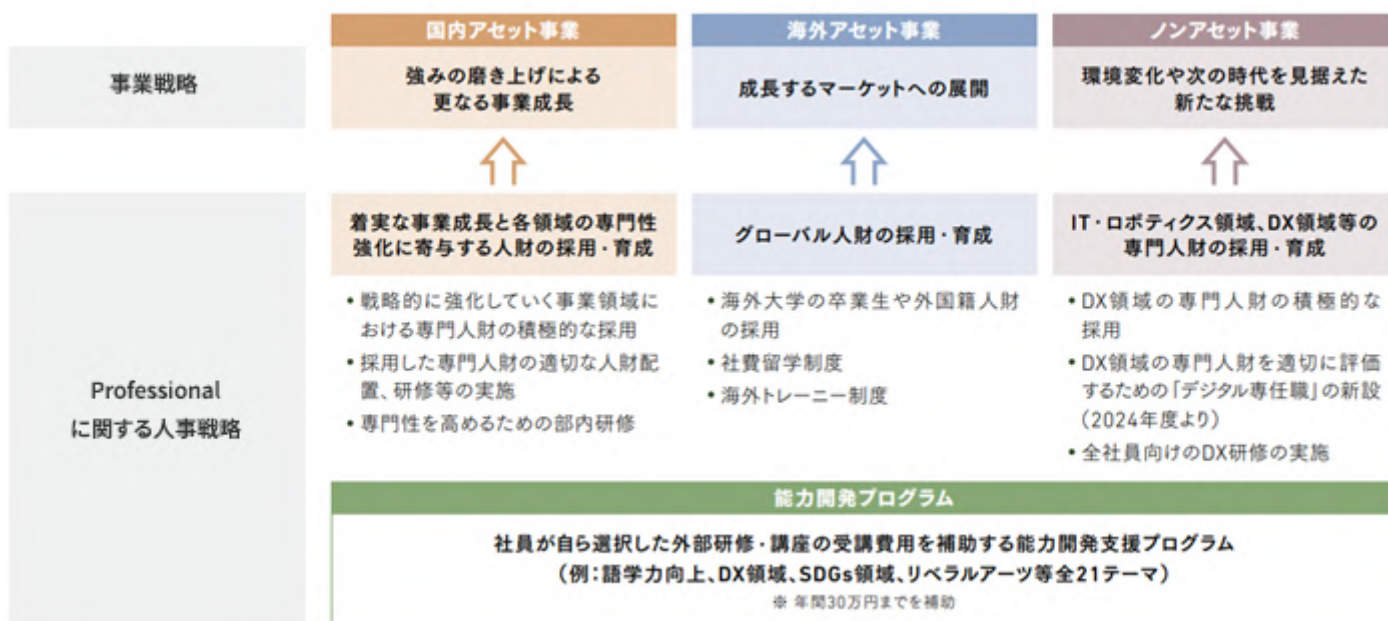 国内アセット事業
海外アセット事業
ノンアセット事業
事業戦略
強みの磨き上げによる
更なる事業成長
成長するマーケットへの展開
環境変化や次の時代を見据えた
新たな挑戦
Professional
に関する人事戦略
着実な事業成長と各領域の専門性
強化に寄与する人財の採用・育成
•戦略的に強化していく事業領域に
おける専門人財の積極的な採用
•採用した専門人財の適切な人財配
置、研修等の実施
•専門性を高めるための部内研修
グローバル人財の採用・育成
•海外大学の卒業生や外国籍人財
の採用
•社費留学制度
•海外トレーニー制度
IT・ロボティクス領域、DX領域等の
専門人財の採用・育成
•DX領域の専門人財の積極的な
採用
•DX領域の専門人財を適切に評価
するための「デジタル専任職」の新設
(2024年度より)
•全社員向けのDX研修の実施
能力開発プログラム
社員が自ら選択した外部研修・講座の受講費用を補助する能力開発支援プログラム
(例:語学力向上、DX領域、SDGs領域、リベラルアーツ等全21テーマ)
※ 年間30万円までを補助